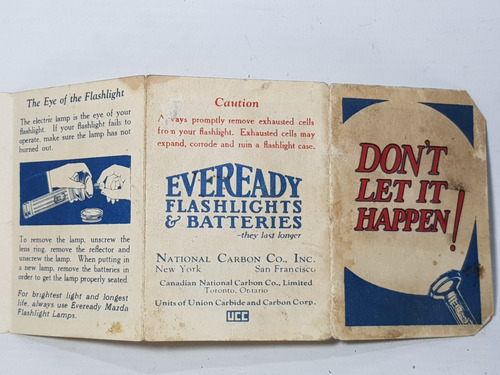 The Eye of the Flashlight
The electric lamp is the eye of your
flashlight. If your flashlight fails to
operate, make sure the lamp has not
burned out.
To remove the lamp, unscrew the
lens ring, remove the reflector and
unscrew the lamp. When putting in
a new lamp, remove the batteries in
order to get the lamp properly seated
For brightest light and longest
life, always use Eveready Mazda
Flashlight Lamps.
Caution
Always promptly remove exhausted cells
from your flashlight. Exhausted cells may
expand, corrode and ruin a flashlight case.
EVEREADY
FLASHLIGHTS
& BATTERIES
-they last longer
NATIONAL CARBON CO., INC.
New York San Francisco
Canadian National Carbon Co., Limited
Toronto, Ontario
Units of Union Carbide and Carbon Corp.
UCC
DON'T
LET IT
HAPPEN!